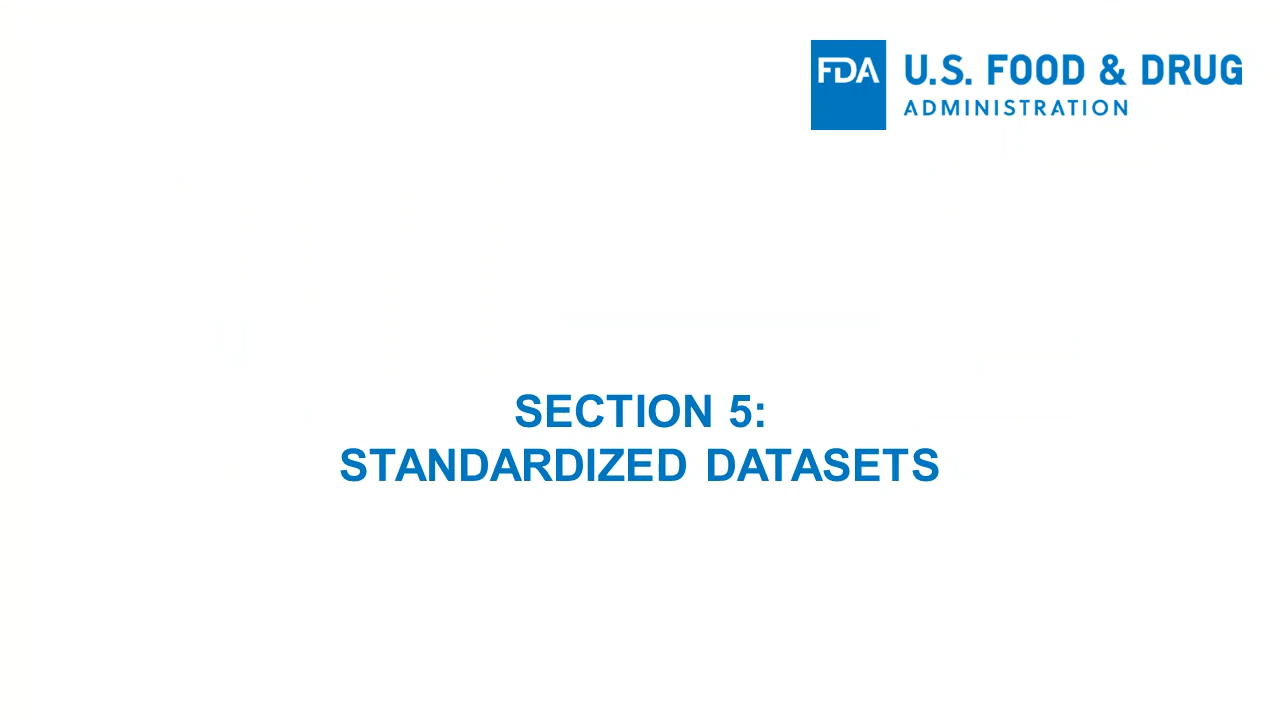 FDA U.S. FOOD & DRUG
ADMINISTRATION
SECTION 5:
STANDARDIZED DATASETS